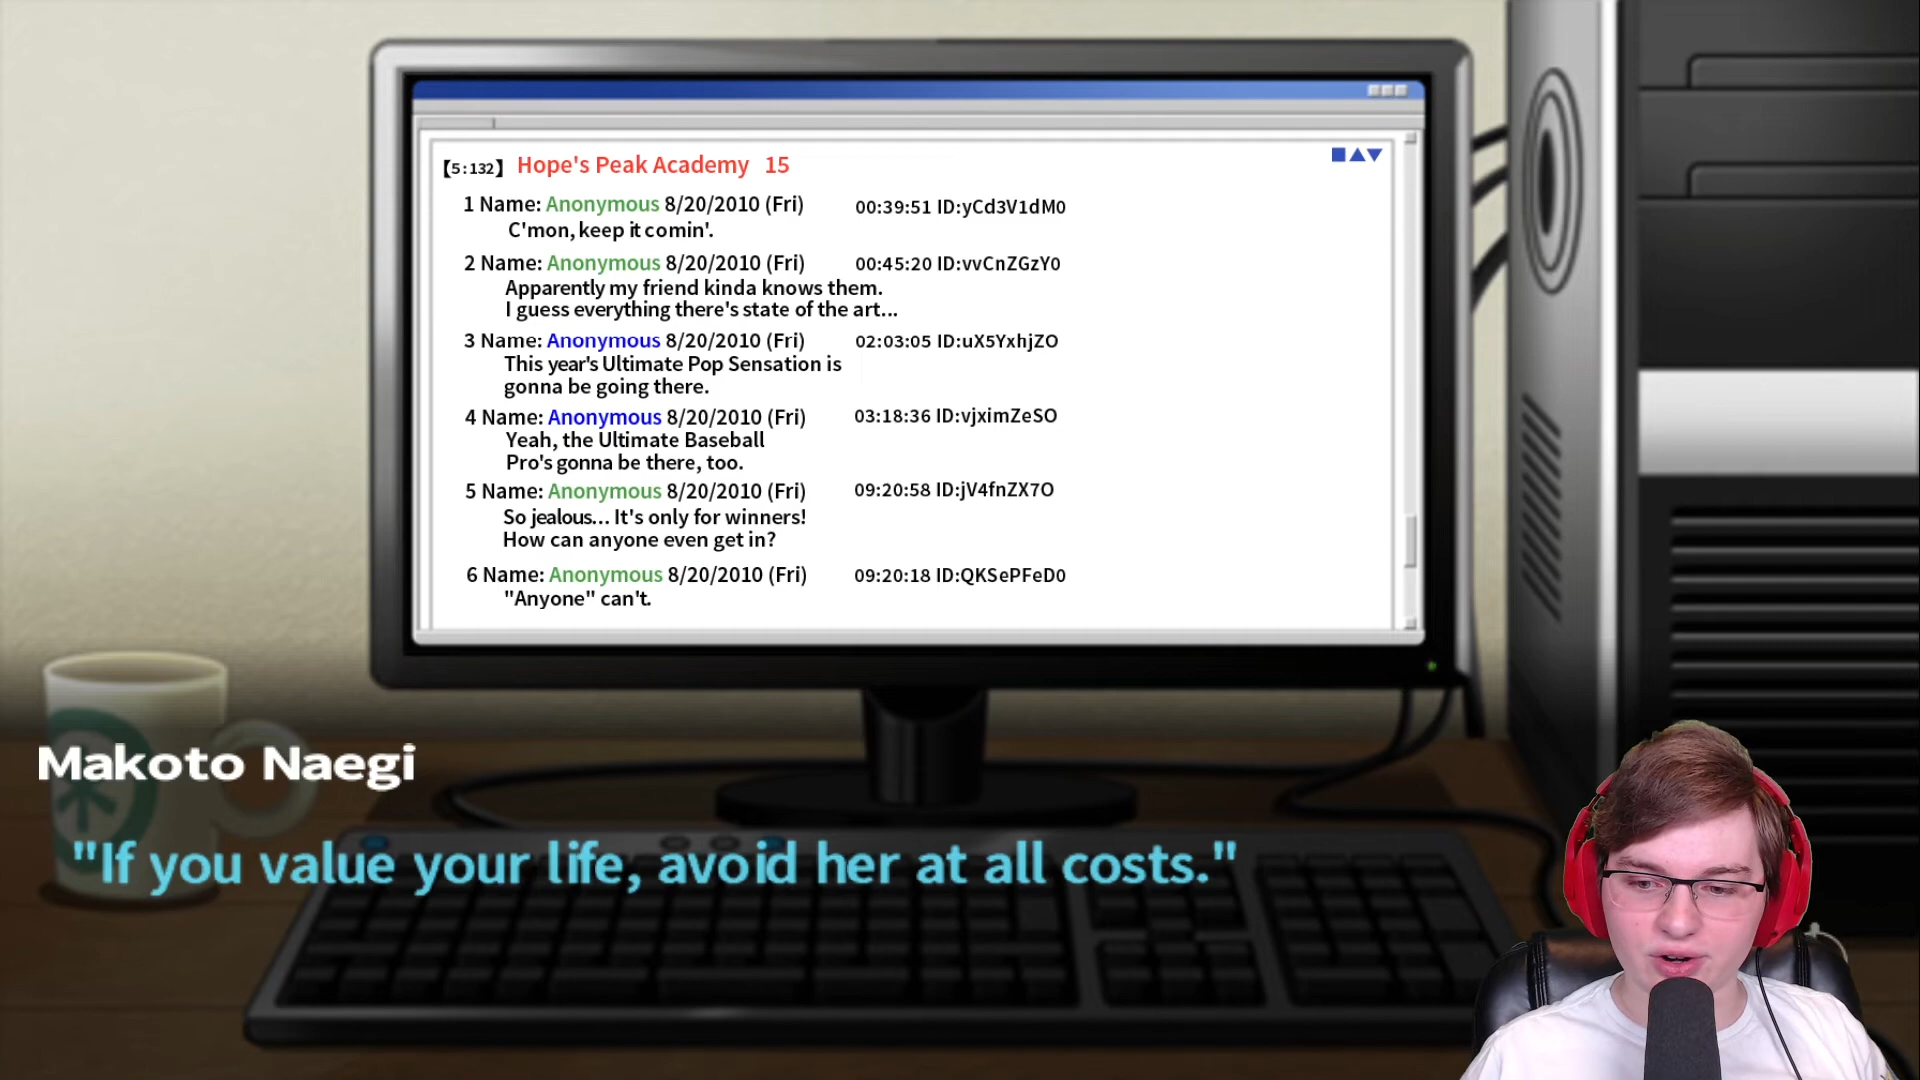 【5:132】 Hope's Peak Academy 15
1 Name: Anonymous 8/20/2010 (Fri) 00:39:51 ID:yCd3V1dM0
C'mon, keep it comin'.
2 Name: Anonymous 8/20/2010 (Fri) 00:45:20 ID:vvCnZGzY0
Apparently my friend kinda knows them.
I guess everything there's state of the art...
3 Name: Anonymous 8/20/2010 (Fri) 02:03:05 ID:uX5YxhjZO
This year's Ultimate Pop Sensation is
gonna be going there.
4 Name: Anonymous 8/20/2010 (Fri) 03:18:36 ID:vjximZeSO
Yeah, the Ultimate Baseball
Pro's gonna be there, too.
5 Name: Anonymous 8/20/2010 (Fri) 09:20:58 ID:jV4fnZX7O
So jealous... It's only for winners!
How can anyone even get in?
6 Name: Anonymous 8/20/2010 (Fri) 09:20:18 ID:QKSePFeD0
"Anyone" can't.
Makoto Naegi
"If you value your life, avoid her at all costs."